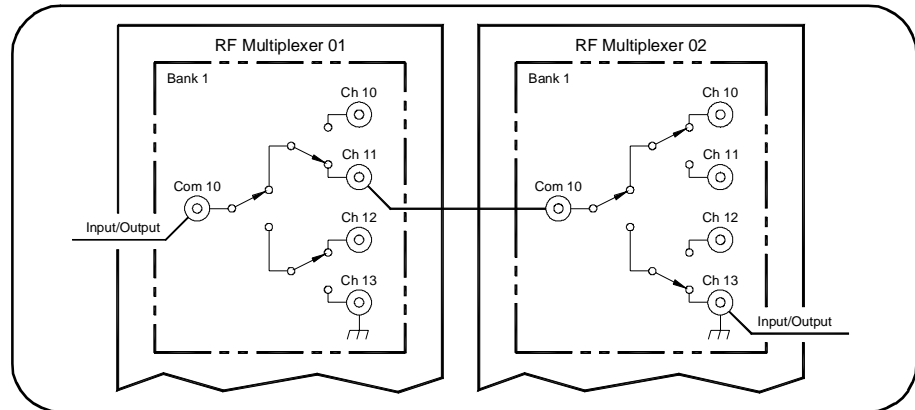 RF Multiplexer 01
Bank 1
Ch 10
Ch 11
Com 10
Input/Output
Ch 12
Ch 13
RF Multiplexer 02
Bank 1
Ch 10
Ch 11
Com 10
Ch 12
Ch 13
Input/Output